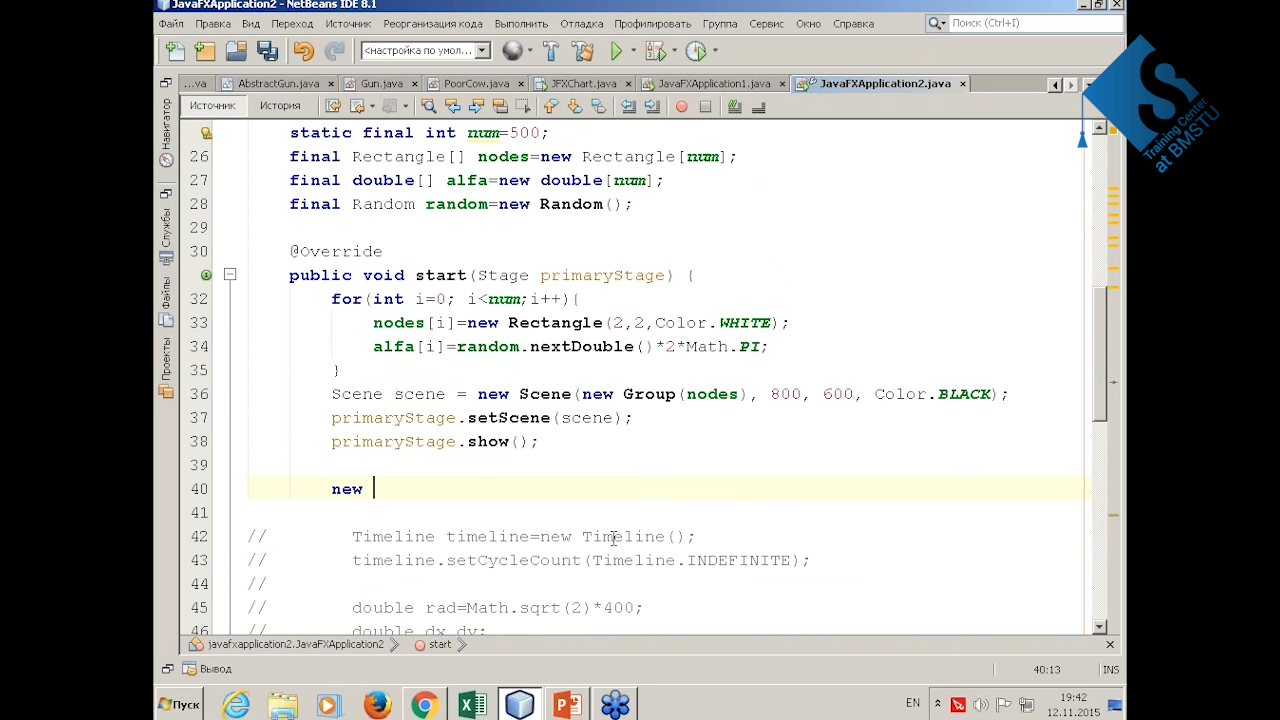 JavaFXApplication2 - NetBeans IDE 8.1
Файл Правка Вид Переход Источник Реорганизация кода Выполнить Отладка Профилировать Группа Сервис Окно Справка
Поиск (Ctrl+I)
<настройка по умол...
...va AbstractGun.java Gun.java PoorCow.java JFXChart.java JavaFXApplication1.java JavaFXApplication2.java
Источник История
Training Center
at BMSTU
Навигатор
Службы
Файлы
Проекты
static final int num=500;
26 final Rectangle[] nodes=new Rectangle[num];
27 final double[] alfa=new double[num];
28 final Random random=new Random();
29
30 @Override
public void start(Stage primaryStage) {
32 for(int i=0; i<num;i++){
33 nodes[i]=new Rectangle(2,2,Color.WHITE);
34 alfa[i]=random.nextDouble()*2*Math.PI;
35 }
36 Scene scene = new Scene(new Group(nodes), 800, 600, Color.BLACK);
37 primaryStage.setScene(scene);
38 primaryStage.show();
39
40 new
41
42 // Timeline timeline=new Timeline();
43 // timeline.setCycleCount(Timeline.INDEFINITE);
44 //
45 // double rad=Math.sqrt(2)*400;
46 // double dx,dy;
javafxapplication2.JavaFXApplication2 start
Вывод
40:13 INS
Пуск
EN
19:42
12.11.2015